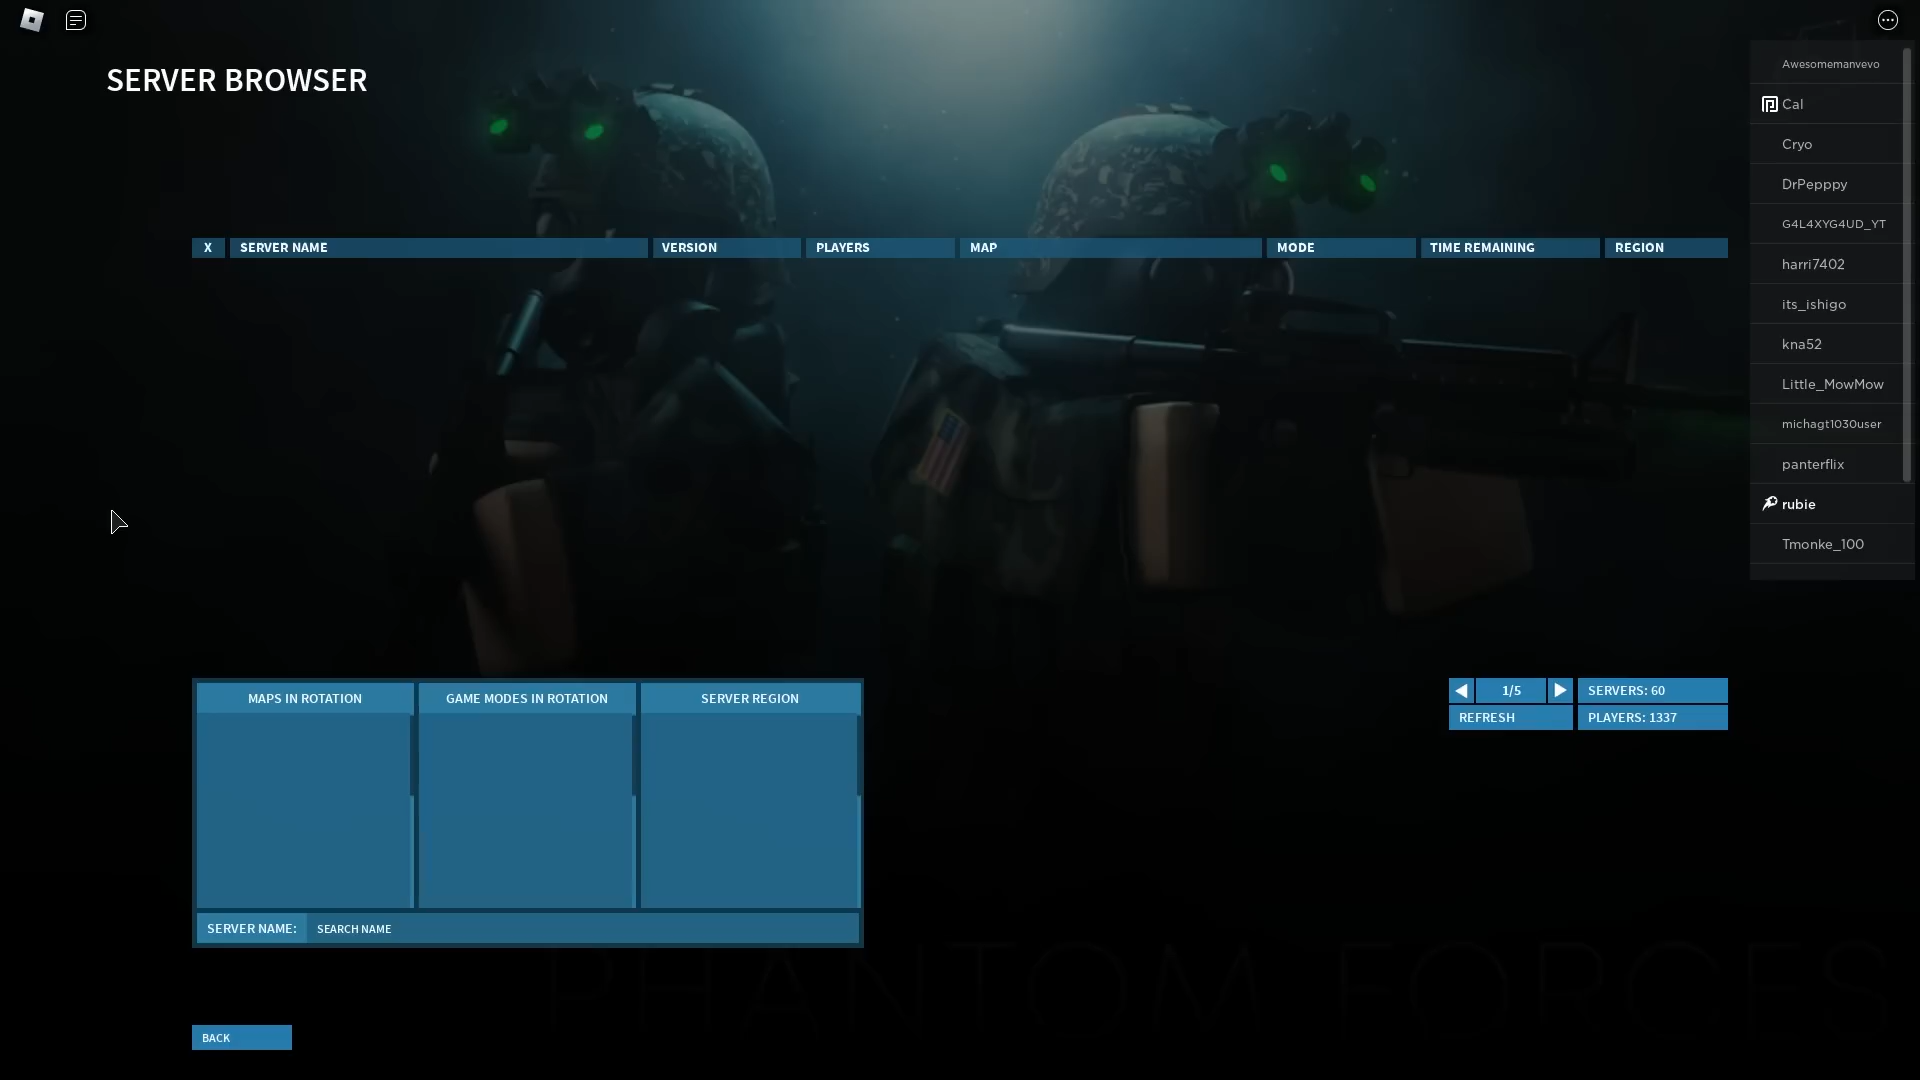 SERVER BROWSER
Awesomemanvevo
Cal
Cryo
DrPepppy
G4L4XYG4UD_YT
harri7402
its_ishigo
kna52
Little_MowMow
michagt1030user
panterflix
rubie
Tmonke_100
X SERVER NAME VERSION PLAYERS MAP MODE TIME REMAINING REGION
MAPS IN ROTATION GAME MODES IN ROTATION SERVER REGION
SERVER NAME: SEARCH NAME
1/5 SERVERS: 60
REFRESH PLAYERS: 1337
PHANTOM FORCES
BACK